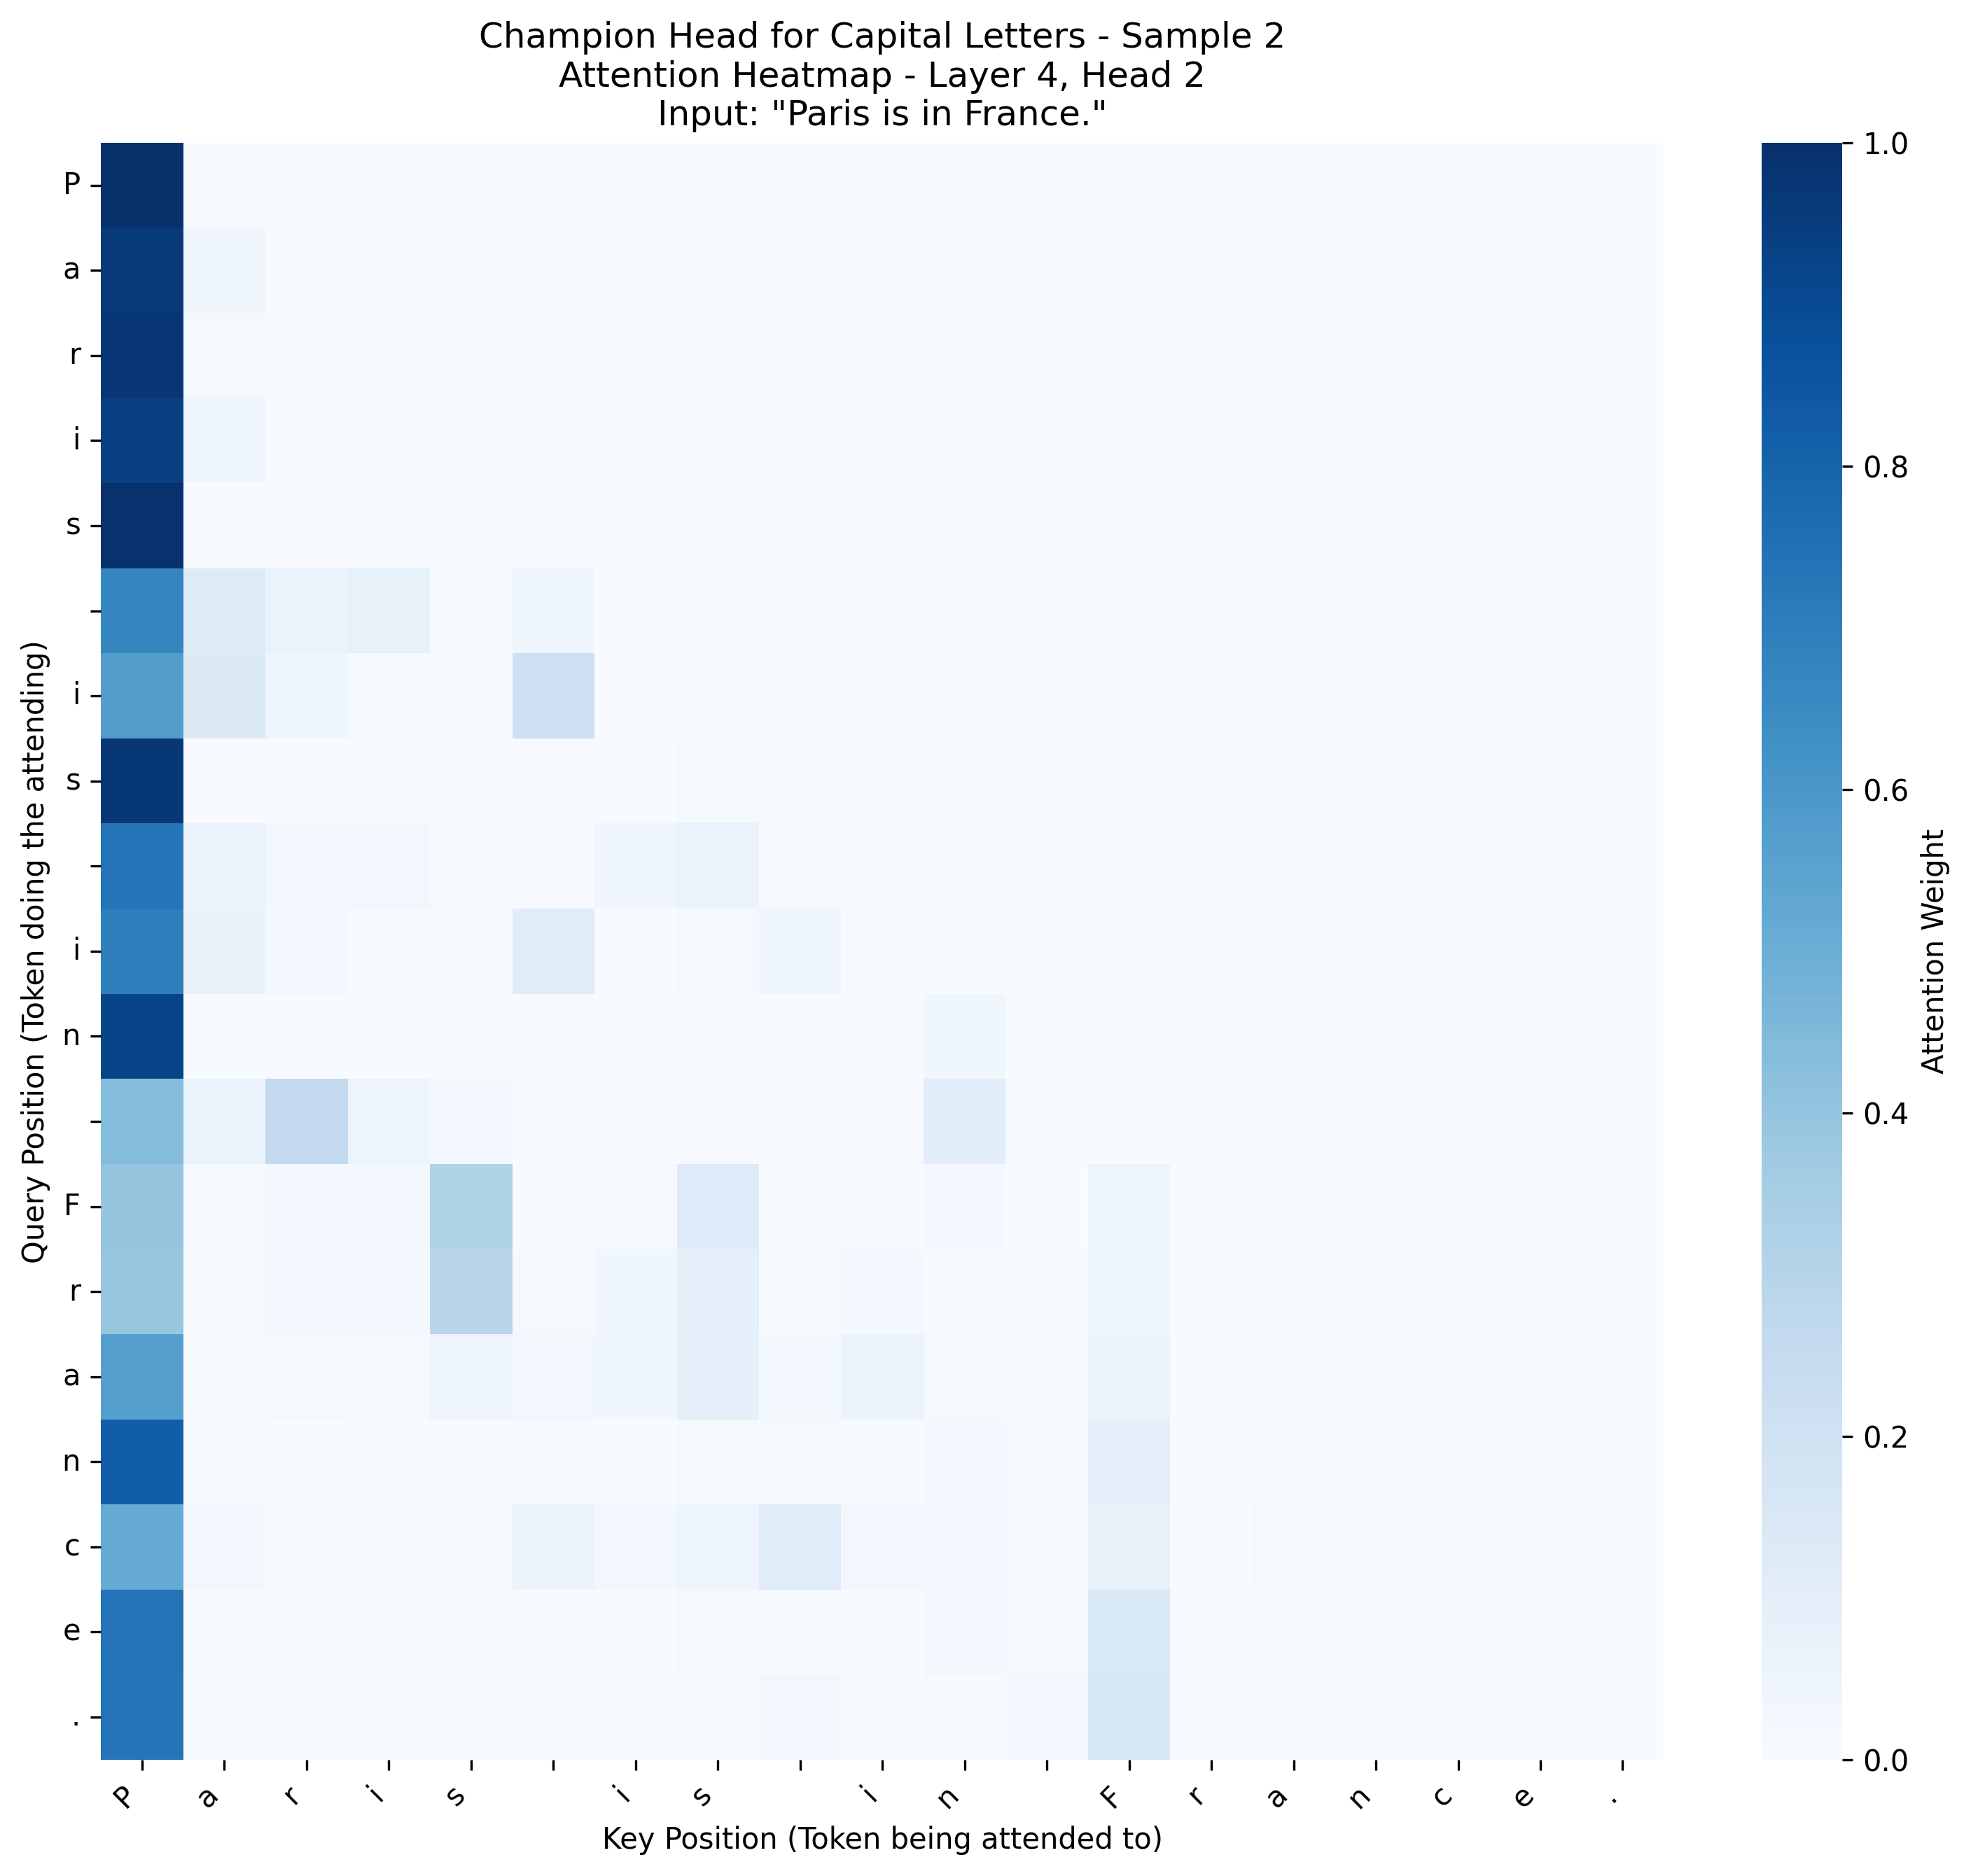 Champion Head for Capital Letters - Sample 2
Attention Heatmap - Layer 4, Head 2
Input: "Paris is in France."
Query Position (Token doing the attending)
P
a
r
i
s
i
s
i
n
F
r
a
n
c
e
.
P a r i s i s i n F r a n c e .
Key Position (Token being attended to)
1.0
0.8
0.6
0.4
0.2
0.0
Attention Weight